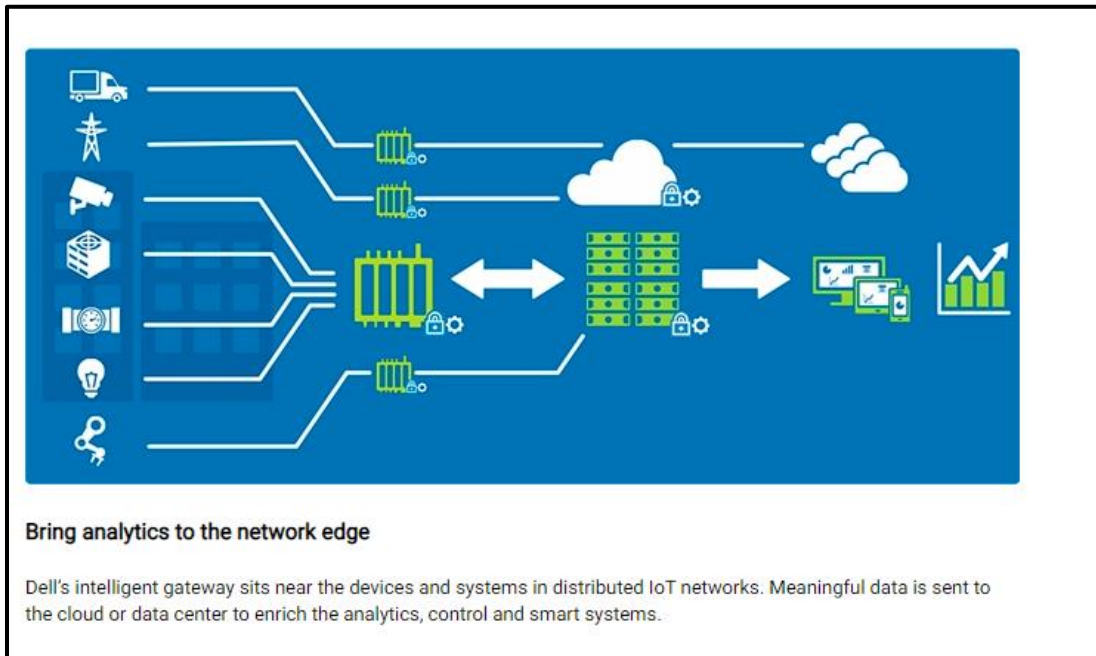 Bring analytics to the network edge
Dell's intelligent gateway sits near the devices and systems in distributed IoT networks. Meaningful data is sent to
the cloud or data center to enrich the analytics, control and smart systems.